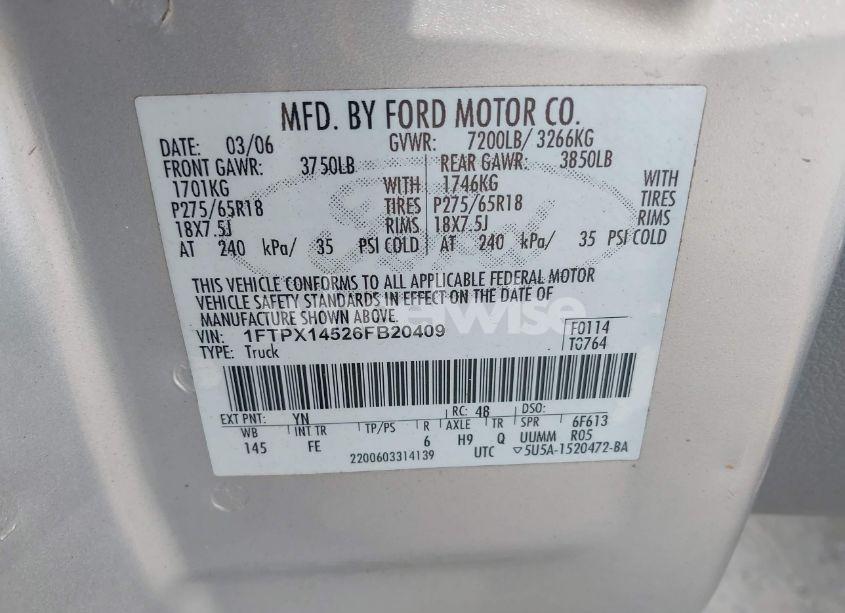 MFD. BY FORD MOTOR CO.
DATE: 03/06 GVWR: 7200LB/ 3266KG
FRONT GAWR: 3750LB REAR GAWR: 3850LB
1701KG WITH 1746KG WITH
P275/65R18 TIRES P275/65R18 TIRES
18X7.5J RIMS 18X7.5J RIMS
AT 240 kPa/ 35 PSI COLD AT 240 kPa/ 35 PSI COLD
THIS VEHICLE CONFORMS TO ALL APPLICABLE FEDERAL MOTOR
VEHICLE SAFETY STANDARDS IN EFFECT ON THE DATE OF
MANUFACTURE SHOWN ABOVE.
VIN: 1FTPX14526FB20409 F0114
TYPE: Truck T0764
EXT PNT: YN RC: 48 DSO:
WB INT TR TP/PS R AXLE TR SPR 6F613
145 FE 6 H9 Q UUMM R05
2200603314139 UTC ▽5U5A-1520472-BA